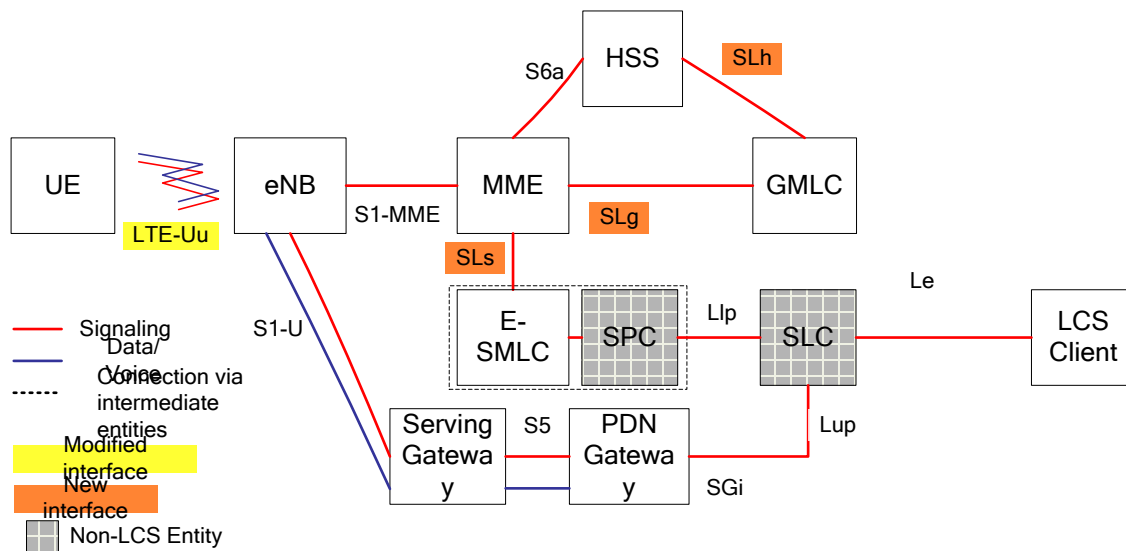 HSS
SLh
S6a
UE
eNB
MME
GMLC
S1-MME
SLg
LTE-Uu
SLs
Le
E-
SMLC
SPC
Llp
SLC
LCS
Client
S1-U
Signaling
Data/
Voice
Connection via
intermediate
entities
Serving
Gatewa
y
S5
PDN
Gatewa
y
Lup
SGi
Modified
interface
New
interface
Non-LCS Entity